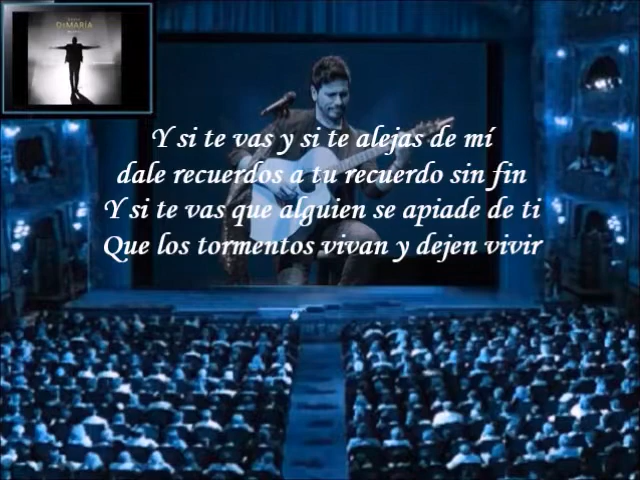 DIMARÍA
Y si te vas y si te alejas de mí
dale recuerdos a tu recuerdo sin fin
Y si te vas que alguien se apiade de ti
Que los tormentos vivan y dejen vivir